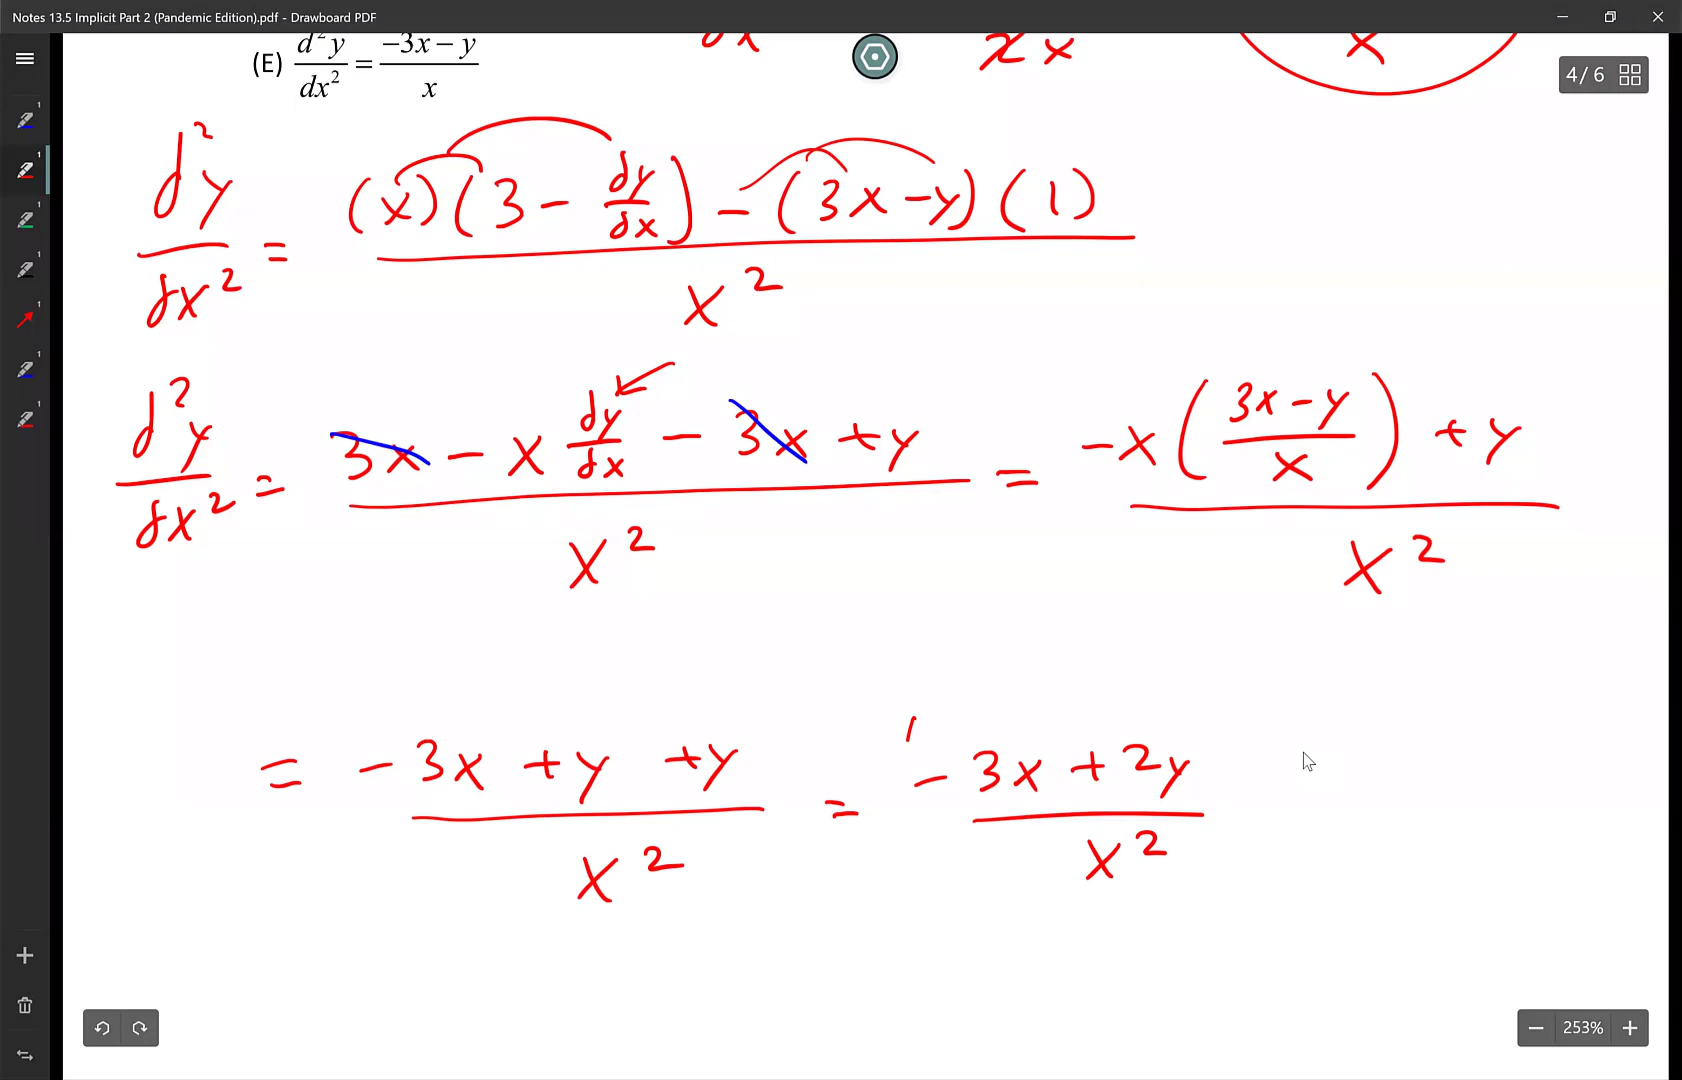 Notes 13.5 Implicit Part 2 (Pandemic Edition).pdf - Drawboard PDF
4 / 6
(E) d²y/dx² = (-3x - y)/x
x
2x
d²y/dx² = ((x)(3 - dy/dx) - (3x - y)(1))/x²
d²y/dx² = (3x - x dy/dx - 3x + y)/x² = (-x((3x - y)/x) + y)/x²
= (-3x + y + y)/x² = (-3x + 2y)/x²
253%